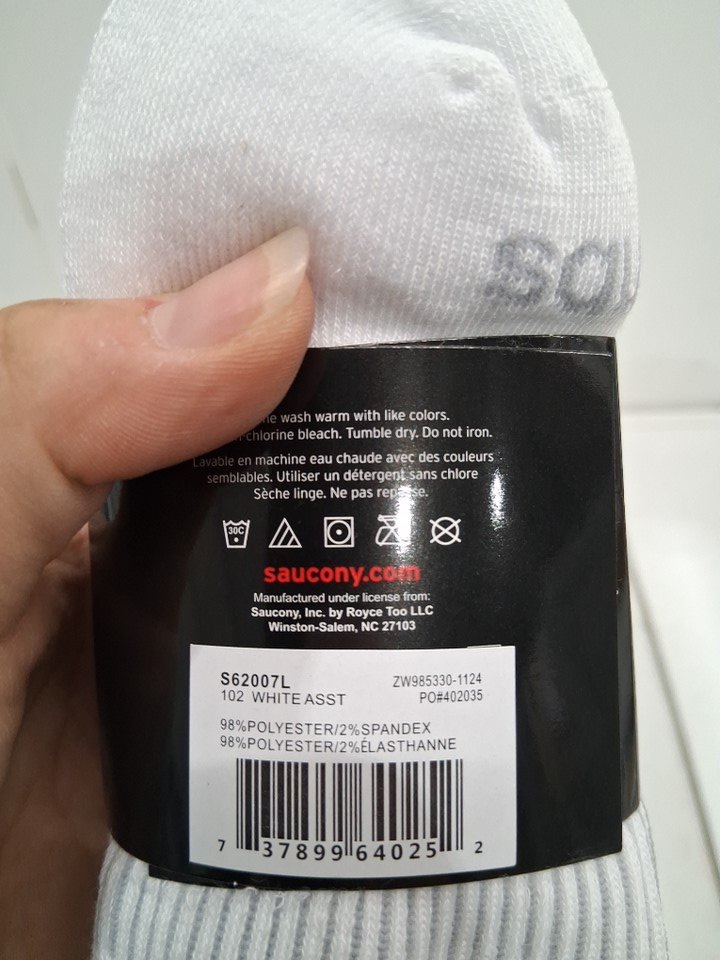 so
wash warm with like colors.
chlorine bleach. Tumble dry. Do not iron.
Lavable en machine eau chaude avec des couleurs
semblables. Utiliser un détergent sans chlore
Sèche linge. Ne pas repasse.
30C
saucony.com
Manufactured under license from:
Saucony, Inc. by Royce Too LLC
Winston-Salem, NC 27103
S62007L
ZW985330-1124
102 WHITE ASST
PO#402035
98%POLYESTER/2%SPANDEX
98%POLYESTER/2%ÉLASTHANNE
7 37899 64025 2